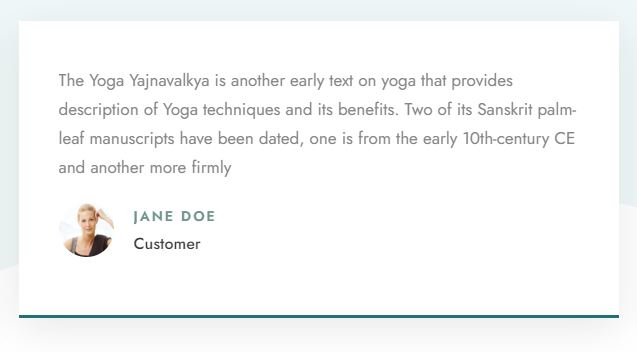 The Yoga Yajnavalkya is another early text on yoga that provides
description of Yoga techniques and its benefits. Two of its Sanskrit palm-
leaf manuscripts have been dated, one is from the early 10th-century CE
and another more firmly
JANE DOE
Customer